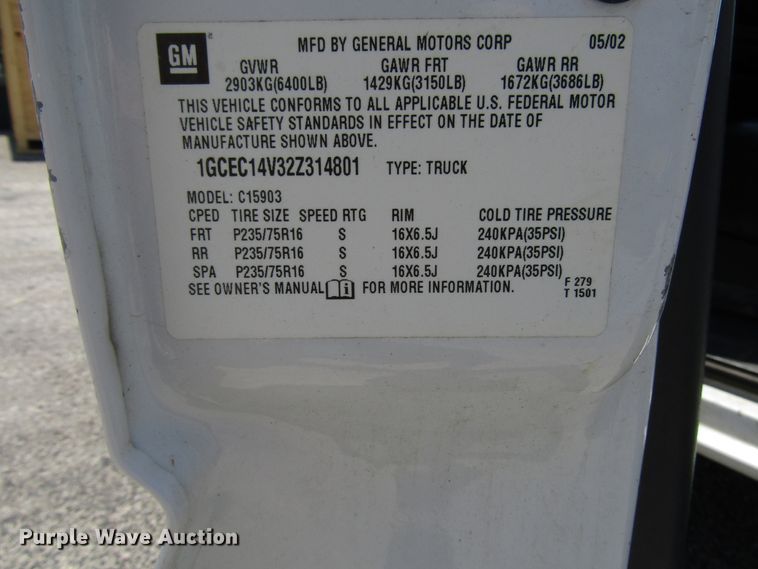 GM
MFD BY GENERAL MOTORS CORP 05/02
GVWR GAWR FRT GAWR RR
2903KG(6400LB) 1429KG(3150LB) 1672KG(3686LB)
THIS VEHICLE CONFORMS TO ALL APPLICABLE U.S. FEDERAL MOTOR
VEHICLE SAFETY STANDARDS IN EFFECT ON THE DATE OF
MANUFACTURE SHOWN ABOVE.
1GCEC14V32Z314801 TYPE: TRUCK
MODEL: C15903
CPED TIRE SIZE SPEED RTG RIM COLD TIRE PRESSURE
FRT P235/75R16 S 16X6.5J 240KPA(35PSI)
RR P235/75R16 S 16X6.5J 240KPA(35PSI)
SPA P235/75R16 S 16X6.5J 240KPA(35PSI)
SEE OWNER'S MANUAL i FOR MORE INFORMATION.
F 279
T 1501
Purple Wave Auction